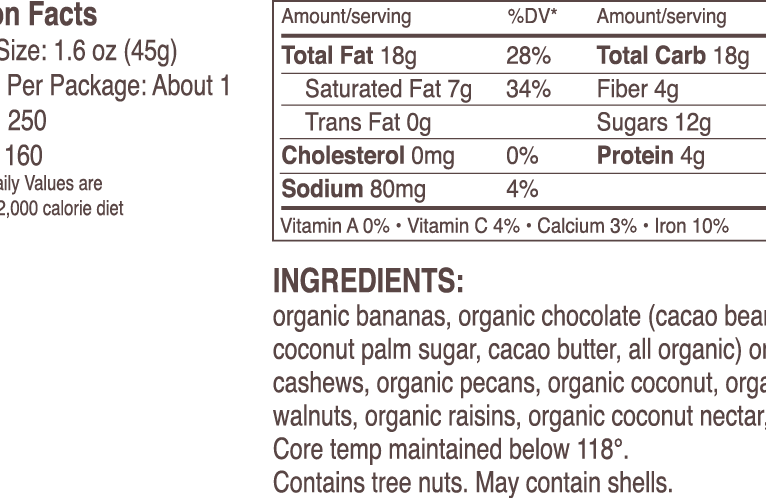 on Facts
Size: 1.6 oz (45g)
Per Package: About 1
250
160
aily Values are
2,000 calorie diet
Amount/serving %DV* Amount/serving
Total Fat 18g 28% Total Carb 18g
Saturated Fat 7g 34% Fiber 4g
Trans Fat 0g Sugars 12g
Cholesterol 0mg 0% Protein 4g
Sodium 80mg 4%
Vitamin A 0% • Vitamin C 4% • Calcium 3% • Iron 10%
INGREDIENTS:
organic bananas, organic chocolate (cacao bea
coconut palm sugar, cacao butter, all organic) o
cashews, organic pecans, organic coconut, orga
walnuts, organic raisins, organic coconut nectar,
Core temp maintained below 118°.
Contains tree nuts. May contain shells.